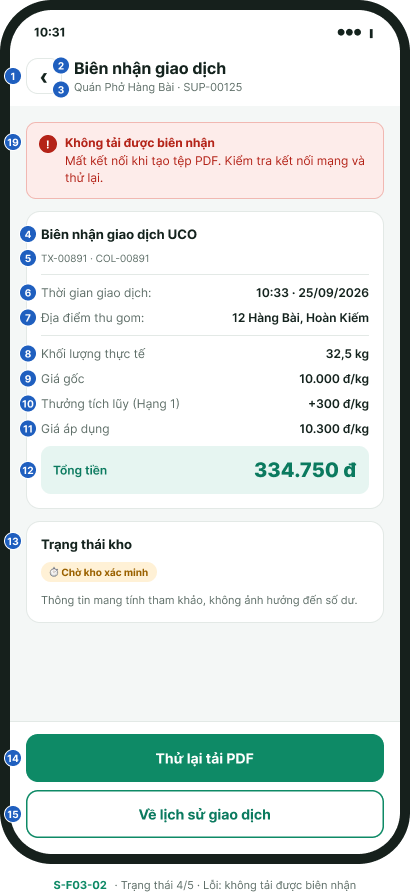 10:31
1 ‹ 2 Biên nhận giao dịch
3 Quán Phở Hàng Bài · SUP-00125
19 ! Không tải được biên nhận
Mất kết nối khi tạo tệp PDF. Kiểm tra kết nối mạng và
thử lại.
4 Biên nhận giao dịch UCO
5 TX-00891 · COL-00891
6 Thời gian giao dịch: 10:33 · 25/09/2026
7 Địa điểm thu gom: 12 Hàng Bài, Hoàn Kiếm
8 Khối lượng thực tế 32,5 kg
9 Giá gốc 10.000 đ/kg
10 Thưởng tích lũy (Hạng 1) +300 đ/kg
11 Giá áp dụng 10.300 đ/kg
12 Tổng tiền 334.750 đ
13 Trạng thái kho
Chờ kho xác minh
Thông tin mang tính tham khảo, không ảnh hưởng đến số dư.
14 Thử lại tải PDF
15 Về lịch sử giao dịch
S-F03-02 · Trạng thái 4/5 · Lỗi: không tải được biên nhận